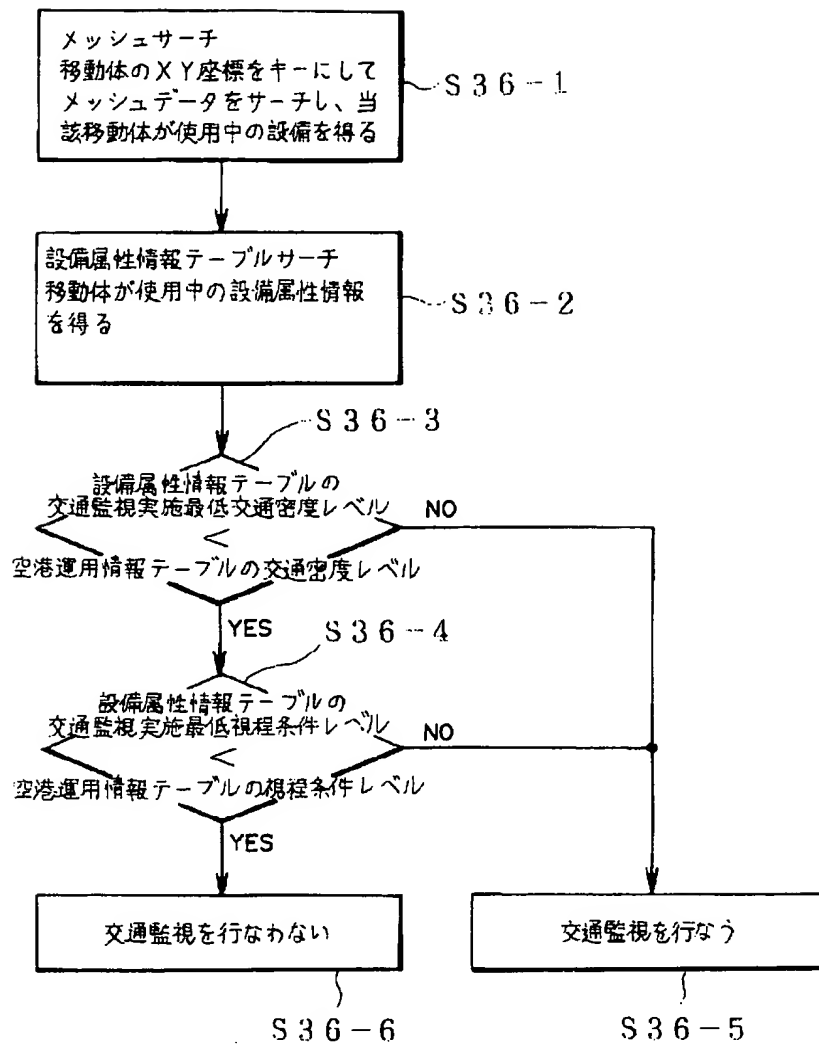 メッシュサーチ
移動体のXY座標をキーにして
メッシュデータをサーチし、当
該移動体が使用中の設備を得る
S36-1
設備属性情報テーブルサーチ
移動体が使用中の設備属性情報
を得る
S36-2
S36-3
設備属性情報テーブルの
交通監視実施最低交通密度レベル
<
空港運用情報テーブルの交通密度レベル
NO
YES
S36-4
設備属性情報テーブルの
交通監視実施最低視程条件レベル
<
空港運用情報テーブルの視程条件レベル
NO
YES
交通監視を行なわない
交通監視を行なう
S36-6
S36-5